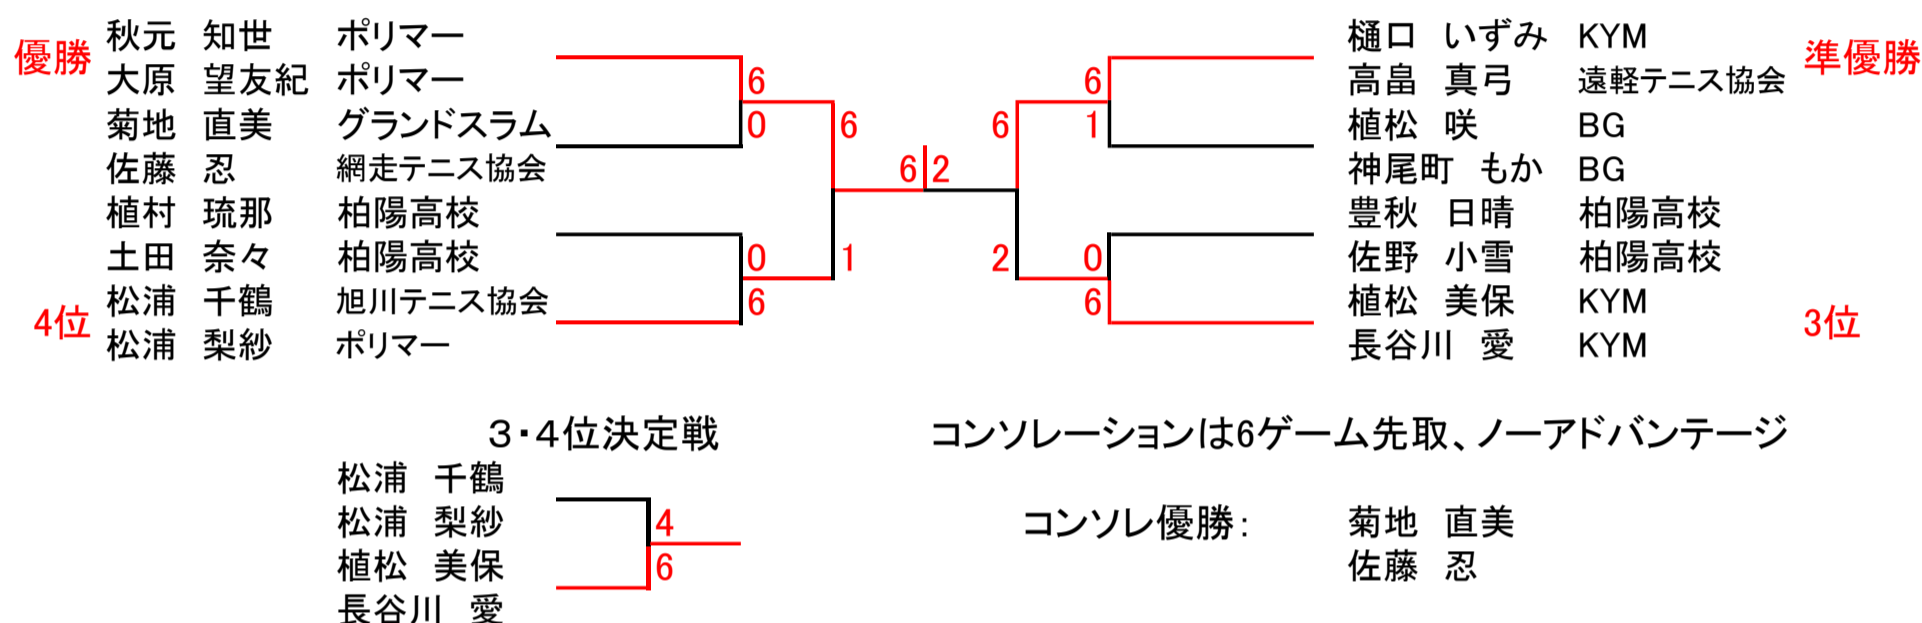 優勝
秋元 知世 ポリマー
大原 望友紀 ポリマー
菊地 直美 グランドスラム
佐藤 忍 網走テニス協会
植村 琉那 柏陽高校
土田 奈々 柏陽高校
4位
松浦 千鶴 旭川テニス協会
松浦 梨紗 ポリマー
6
0
0
6
6
1
6 2
6
2
6
1
0
6
樋口 いずみ KYM
高畠 真弓 遠軽テニス協会
準優勝
植松 咲 BG
神尾町 もか BG
豊秋 日晴 柏陽高校
佐野 小雪 柏陽高校
植松 美保 KYM
長谷川 愛 KYM
3位
3・4位決定戦
松浦 千鶴
松浦 梨紗
植松 美保
長谷川 愛
4
6
コンソレーションは6ゲーム先取、ノーアドバンテージ
コンソレ優勝: 菊地 直美
佐藤 忍